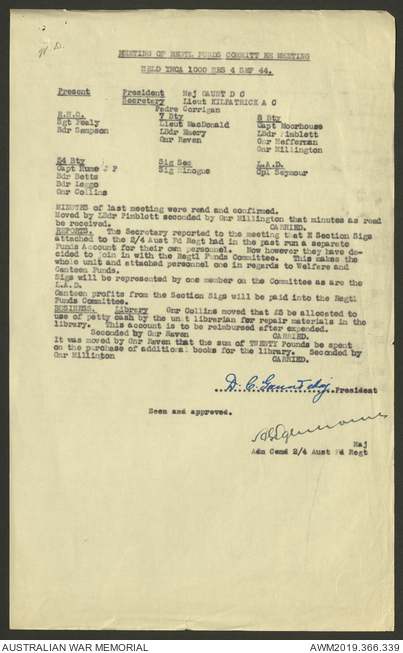 W.D.
MEETING OF REGTL FUNDS COMMITT EE MEETING
HELD YMCA 1000 HRS 4 SEP 44.
Present President Maj GAUNT D C
Secretary Lieut KILPATRICK A C
Padre Corrigan
R.H.Q. 7 Bty 8 Bty
Sgt Fealy Lieut MacDonald Capt Moorhouse
Bdr Sampson LBdr Emery LBdr Pimblett
Gnr Raven Gnr Heffernan
Gnr Millington
54 Bty Sig Sec L.A.D.
Capt Hume J P Sig Hinogue Cpl Seymour
Bdr Betts
Bdr Leggo
Gnr Collins
MINUTES of last meeting were read and confirmed.
Moved by LBdr Pimblett seconded by Gnr Millington that minutes as read
be received. CARRIED.
REPORTS. The Secretary reported to the meeting that E Section Sigs
attached to the 2/4 Aust Fd Regt had in the past run a separate
Funds Account for their own personnel. Now however they have de-
cided to join in with the Regtl Funds Committee. This makes the
whole unit and attached personnel one in regards to Welfare and
Canteen Funds.
Sigs will be represented by one member on the Committee as are the
L.A.D.
Canteen profits from the Section Sigs will be paid into the Regtl
Funds Committee.
BUSINESS. Library Gnr Collins moved that £5 be allocated to
use of petty cash by the unit librarian for repair materials in the
library. This account is to be reimbursed after expended.
Seconded by Gnr Raven CARRIED.
It was moved by Gnr Raven that the sum of TWENTY Pounds be spent
on the purchase of additional books for the library. Seconded by
Gnr Millington CARRIED.
D. C. Gaunt Maj President
Seen and approved.
Maj
Adm Comd 2/4 Aust Fd Regt
AUSTRALIAN WAR MEMORIAL AWM2019.366.339